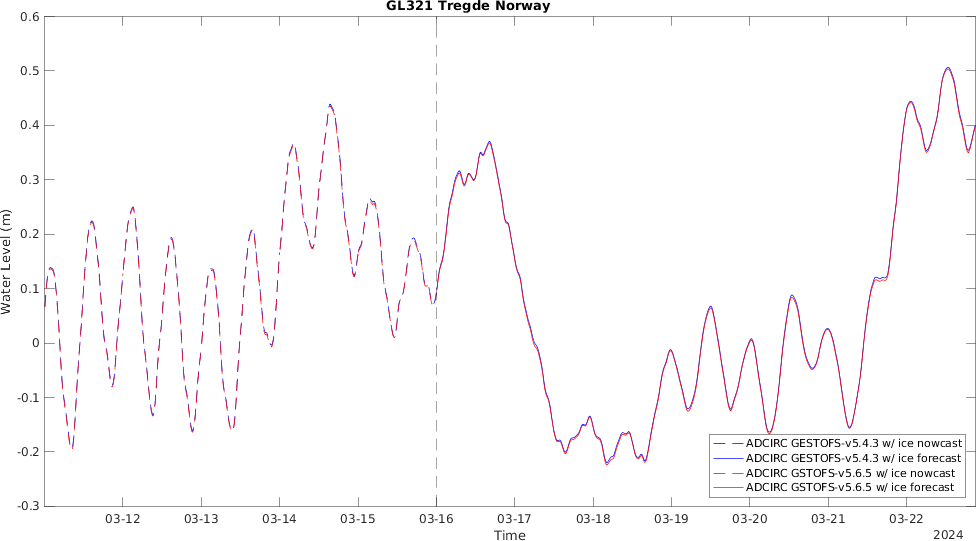 GL321 Tregde Norway
0.6
0.5
0.4
0.3
0.2
0.1
0
-0.1
-0.2
-0.3
Water Level (m)
ADCIRC GESTOFS-v5.4.3 w/ ice nowcast
ADCIRC GESTOFS-v5.4.3 w/ ice forecast
ADCIRC GSTOFS-v5.6.5 w/ ice nowcast
ADCIRC GSTOFS-v5.6.5 w/ ice forecast
03-12 03-13 03-14 03-15 03-16 03-17 03-18 03-19 03-20 03-21 03-22
Time
2024